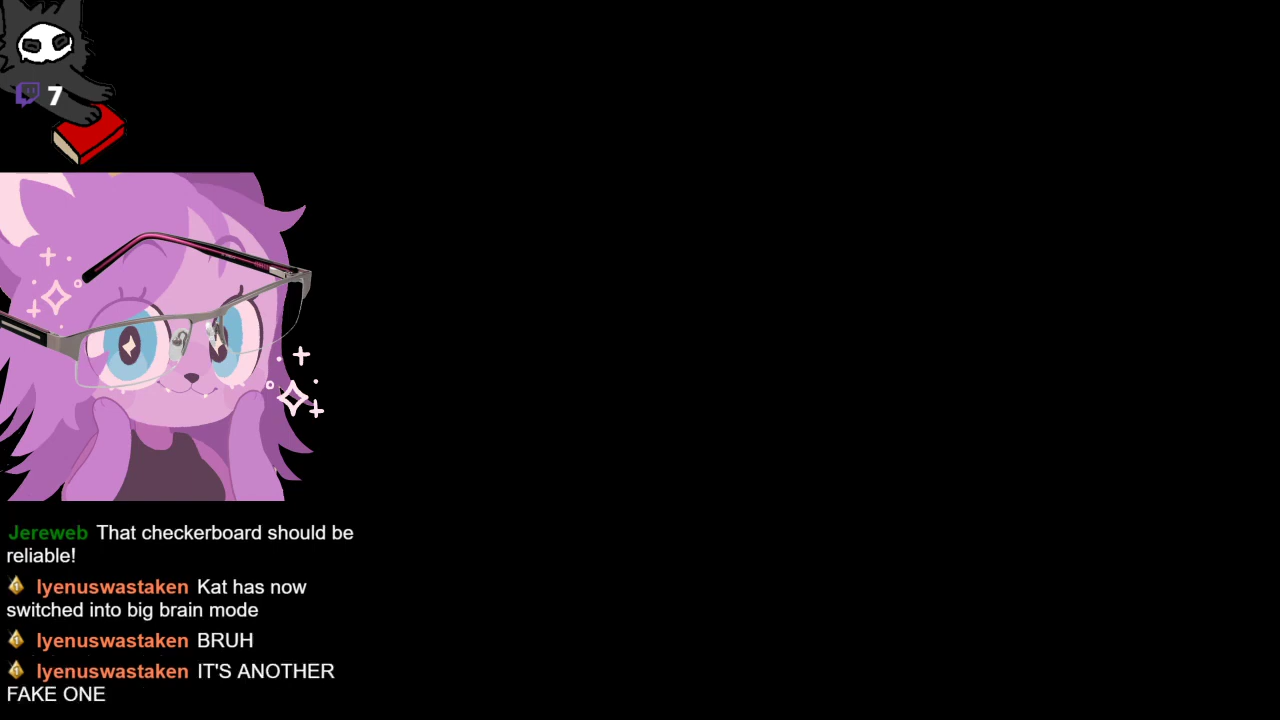 7
Jereweb That checkerboard should be
reliable!
lyenuswastaken Kat has now
switched into big brain mode
lyenuswastaken BRUH
lyenuswastaken IT'S ANOTHER
FAKE ONE